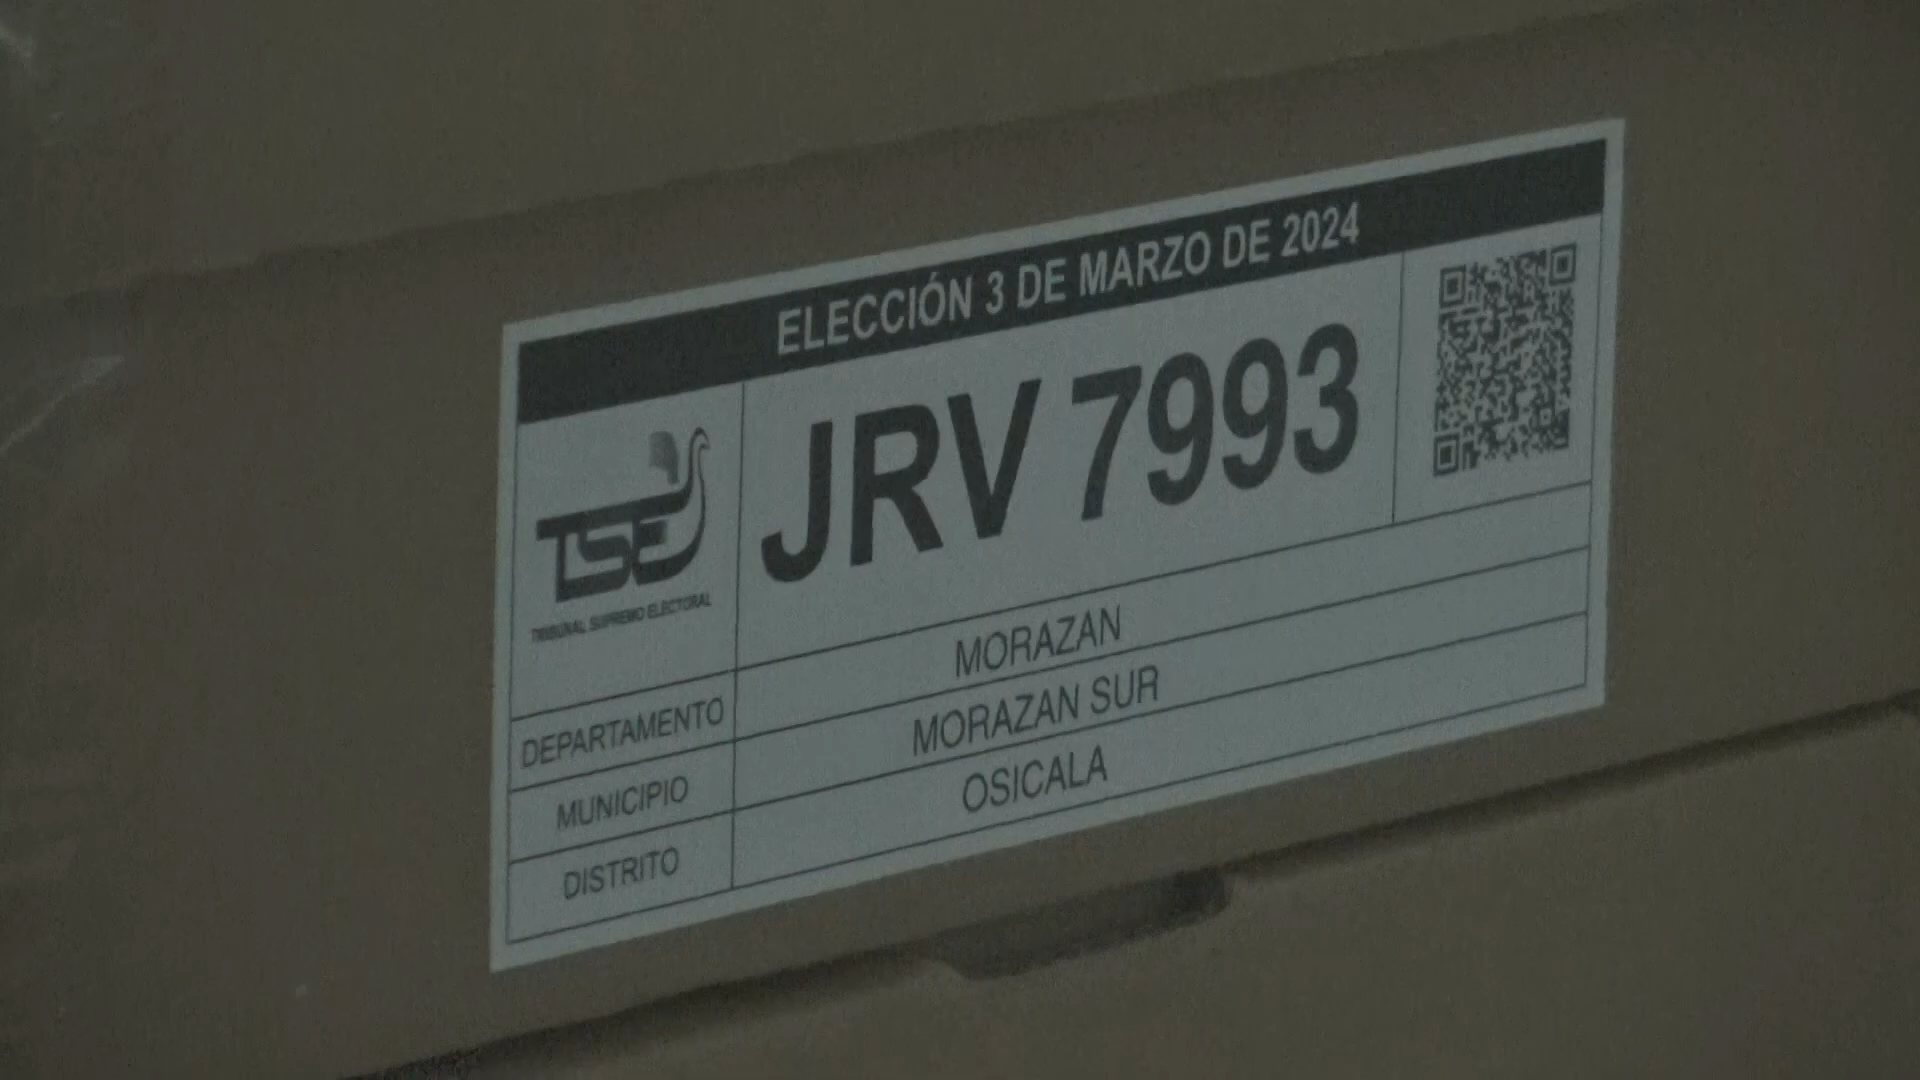 ELECCIÓN 3 DE MARZO DE 2024
JRV 7993
TSE
TRIBUNAL SUPREMO ELECTORAL
DEPARTAMENTO MORAZAN
MUNICIPIO MORAZAN SUR
DISTRITO OSICALA